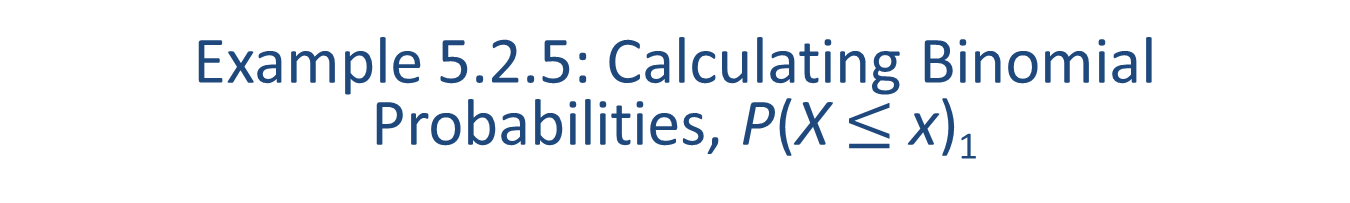 Example 5.2.5: Calculating Binomial
Probabilities, P(X ≤ x)₁